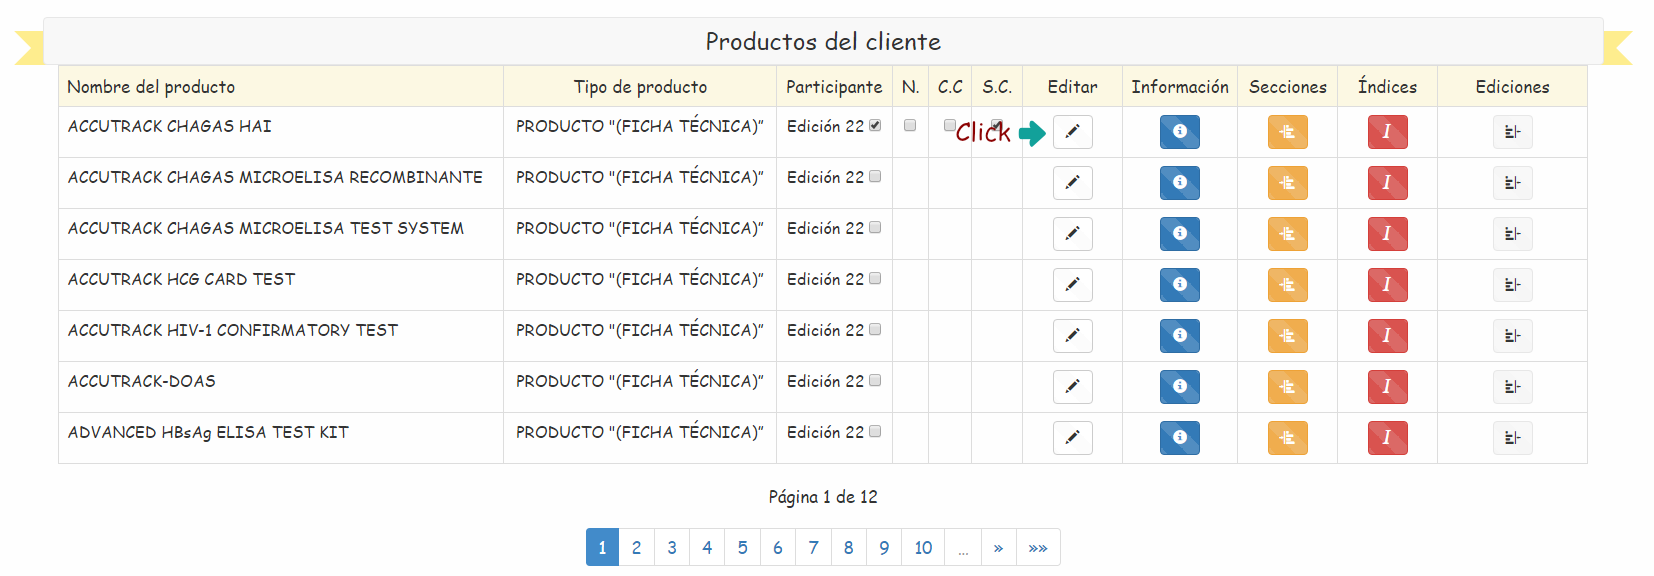 Productos del cliente
Nombre del producto Tipo de producto Participante N. C.C S.C. Editar Información Secciones Índices Ediciones
ACCUTRACK CHAGAS HAI PRODUCTO "(FICHA TÉCNICA)” Edición 22 Click I
ACCUTRACK CHAGAS MICROELISA RECOMBINANTE PRODUCTO "(FICHA TÉCNICA)” Edición 22 I
ACCUTRACK CHAGAS MICROELISA TEST SYSTEM PRODUCTO "(FICHA TÉCNICA)” Edición 22 I
ACCUTRACK HCG CARD TEST PRODUCTO "(FICHA TÉCNICA)” Edición 22 I
ACCUTRACK HIV-1 CONFIRMATORY TEST PRODUCTO "(FICHA TÉCNICA)” Edición 22 I
ACCUTRACK-DOAS PRODUCTO "(FICHA TÉCNICA)” Edición 22 I
ADVANCED HBsAg ELISA TEST KIT PRODUCTO "(FICHA TÉCNICA)” Edición 22 I
Página 1 de 12
1 2 3 4 5 6 7 8 9 10 ... » »»